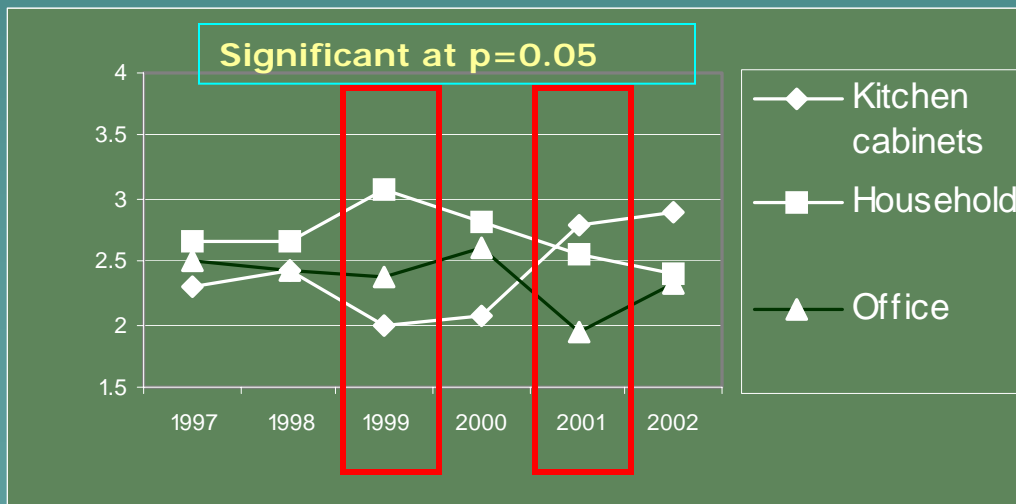 Significant at p=0.05
4
3.5
3
2.5
2
1.5
1997 1998 1999 2000 2001 2002
Kitchen
cabinets
Household
Office